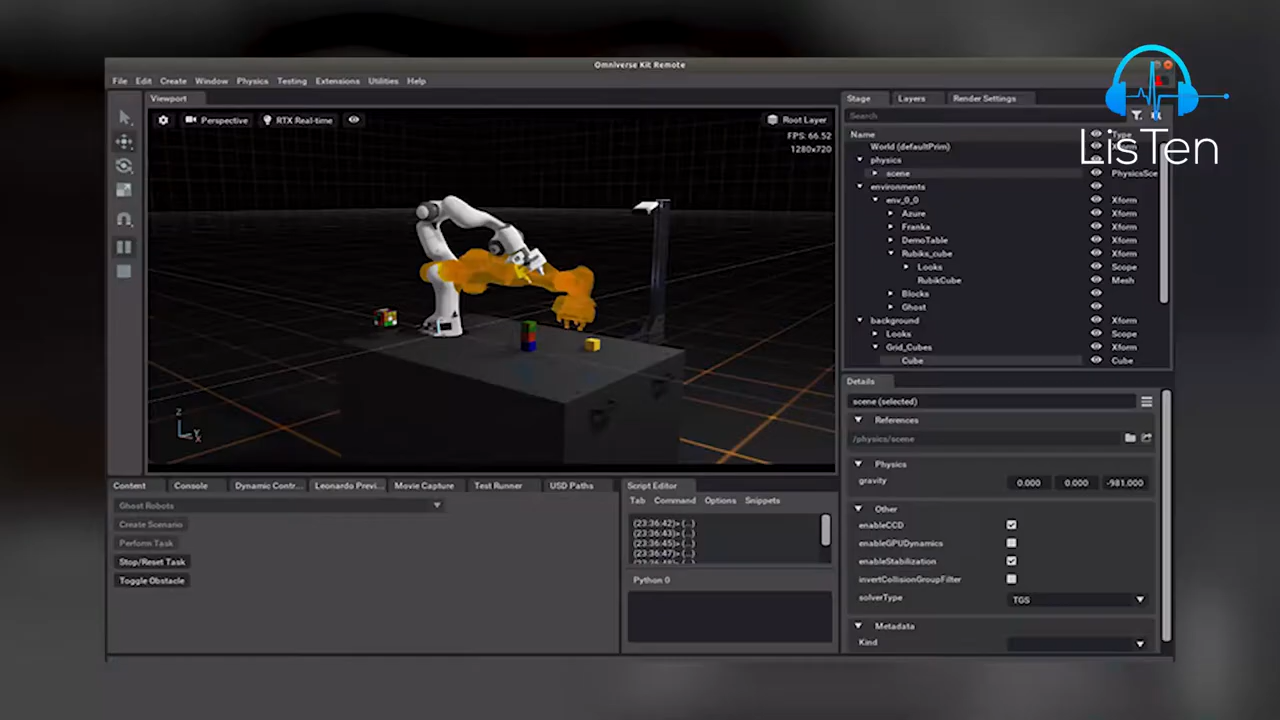 Omniverse Kit Remote
File Edit Create Window Physics Testing Extensions Utilities Help
LisTen
Viewport
Perspective RTX Real-time
Root Layer
FPS: 66.52
1280x720
Stage Layers Render Settings
Search
Name Type
World (defaultPrim) Xform
physics
scene PhysicsSce
environments
env_0_0 Xform
Azure Xform
Franka Xform
DemoTable Xform
Rubiks_cube Xform
Looks Scope
RubikCube Mesh
Blocks Xform
Ghost Xform
background Xform
Looks Scope
Grid_Cubes Xform
Cube Cube
Z
Y
X
Details
scene (selected)
References
/physics/scene
Physics
gravity 0.000 0.000 -981.000
Other
enableCCD
enableGPUDynamics
enableStabilization
invertCollisionGroupFilter
solverType TGS
Metadata
Kind
Content Console Dynamic Contr... Leonardo Previ... Movie Capture Test Runner USD Paths
Ghost Robots
Create Scenario
Perform Task
Stop/Reset Task
Toggle Obstacle
Script Editor
Tab Command Options Snippets
(23:36:42)> (...)
(23:36:43)> (...)
(23:36:45)> (...)
(23:36:47)> (...)
(23:36:48)> (...)
Python 0